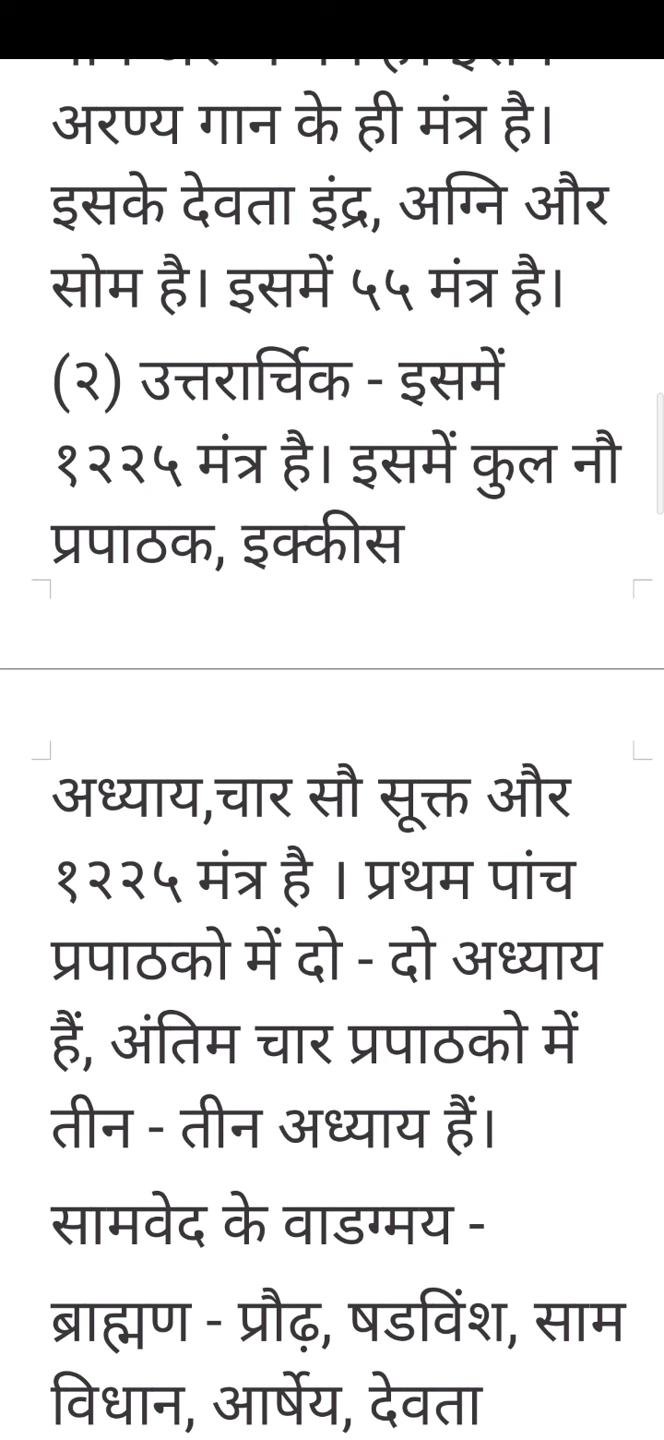 अरण्य गान के ही मंत्र है।
इसके देवता इंद्र, अग्नि और
सोम है। इसमें ५५ मंत्र है।
(२) उत्तरार्चिक - इसमें
१२२५ मंत्र है। इसमें कुल नौ
प्रपाठक, इक्कीस
अध्याय,चार सौ सूक्त और
१२२५ मंत्र है । प्रथम पांच
प्रपाठको में दो - दो अध्याय
हैं, अंतिम चार प्रपाठको में
तीन - तीन अध्याय हैं।
सामवेद के वाडग्मय -
ब्राह्मण - प्रौढ़, षडविंश, साम
विधान, आर्षेय, देवता